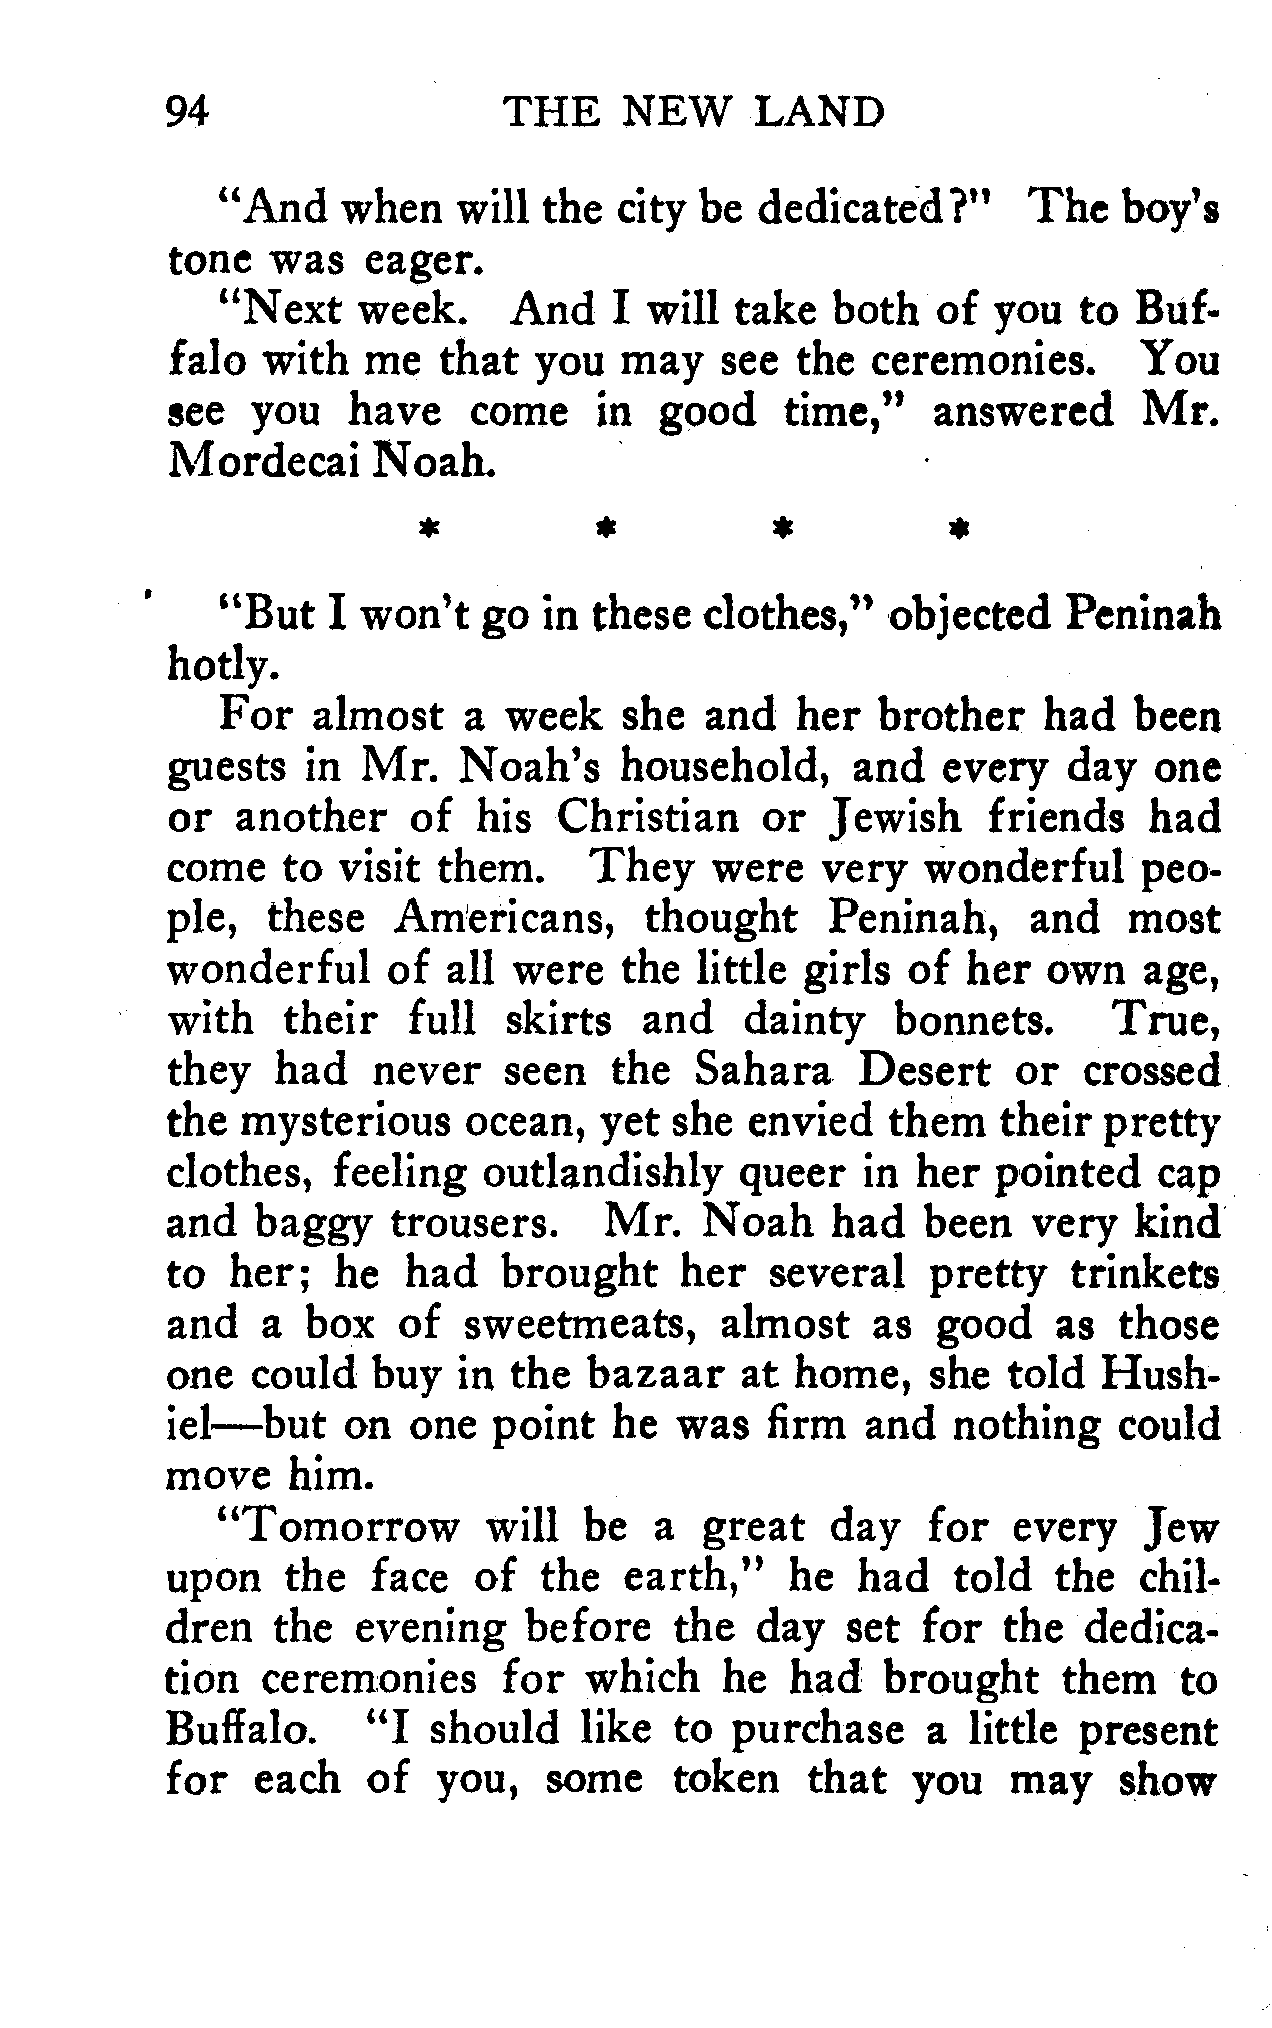 94 THE NEW LAND
“And when will the city be dedicated?” The boy’s
tone was eager.
“Next week. And I will take both of you to Buf-
falo with me that you may see the ceremonies. You
see you have come in good time,” answered Mr.
Mordecai Noah.
* * * *
“But I won’t go in these clothes,” objected Peninah
hotly.
For almost a week she and her brother had been
guests in Mr. Noah’s household, and every day one
or another of his Christian or Jewish friends had
come to visit them. They were very wonderful peo-
ple, these Americans, thought Peninah, and most
wonderful of all were the little girls of her own age,
with their full skirts and dainty bonnets. True,
they had never seen the Sahara Desert or crossed
the mysterious ocean, yet she envied them their pretty
clothes, feeling outlandishly queer in her pointed cap
and baggy trousers. Mr. Noah had been very kind
to her; he had brought her several pretty trinkets
and a box of sweetmeats, almost as good as those
one could buy in the bazaar at home, she told Hush-
iel—but on one point he was firm and nothing could
move him.
“Tomorrow will be a great day for every Jew
upon the face of the earth,” he had told the chil-
dren the evening before the day set for the dedica-
tion ceremonies for which he had brought them to
Buffalo. “I should like to purchase a little present
for each of you, some token that you may show